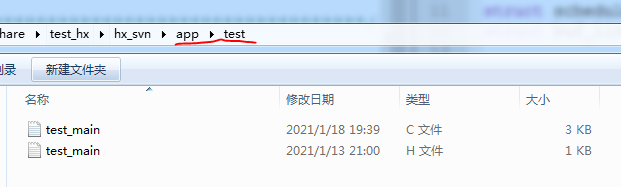 struct schedul
hare ▸ test_hx ▸ hx_svn ▸ app ▸ test
录 新建文件夹
名称 修改日期 类型 大小
test_main 2021/1/18 19:39 C 文件 3 KB
test_main 2021/1/13 21:00 H 文件 1 KB